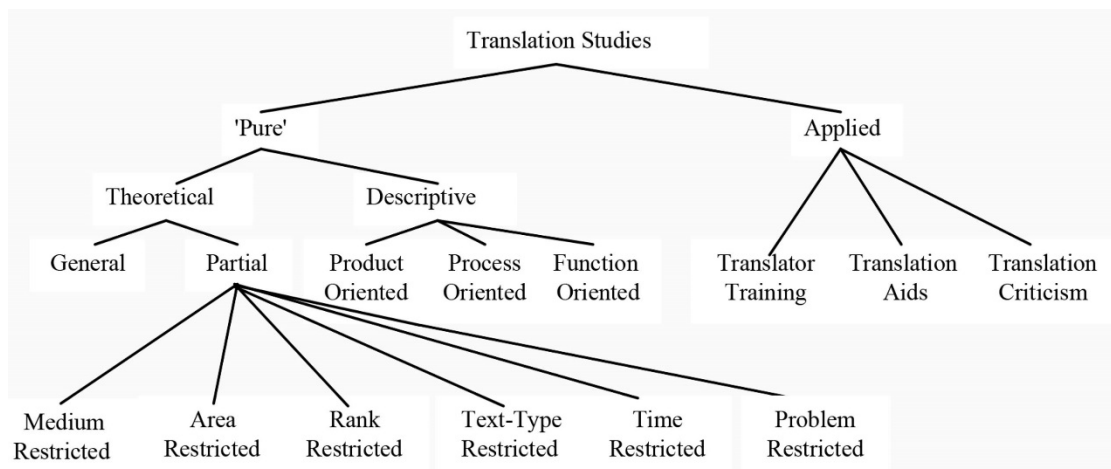 Translation Studies
'Pure'
Applied
Theoretical
Descriptive
General
Partial
Product
Oriented
Process
Oriented
Function
Oriented
Translator
Training
Translation
Aids
Translation
Criticism
Medium
Restricted
Area
Restricted
Rank
Restricted
Text-Type
Restricted
Time
Restricted
Problem
Restricted